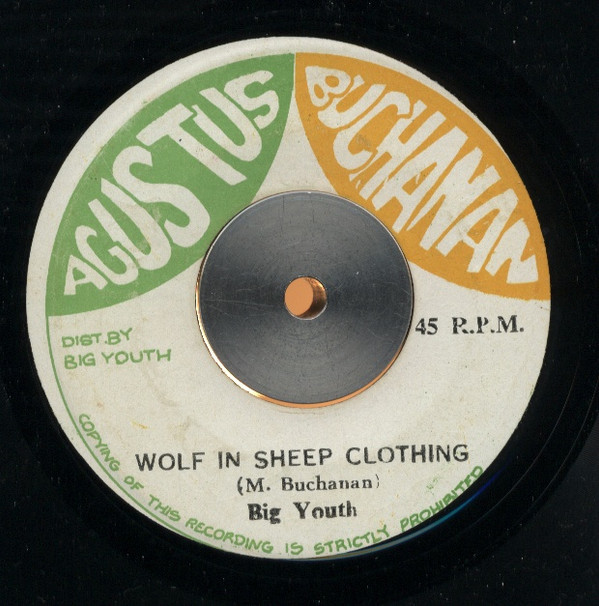 AGUSTUS
BUCHANAN
45 R.P.M.
DIST. BY
BIG YOUTH
WOLF IN SHEEP CLOTHING
(M. Buchanan)
Big Youth
COPYING OF THIS RECORDING IS STRICTLY PROHIBITED